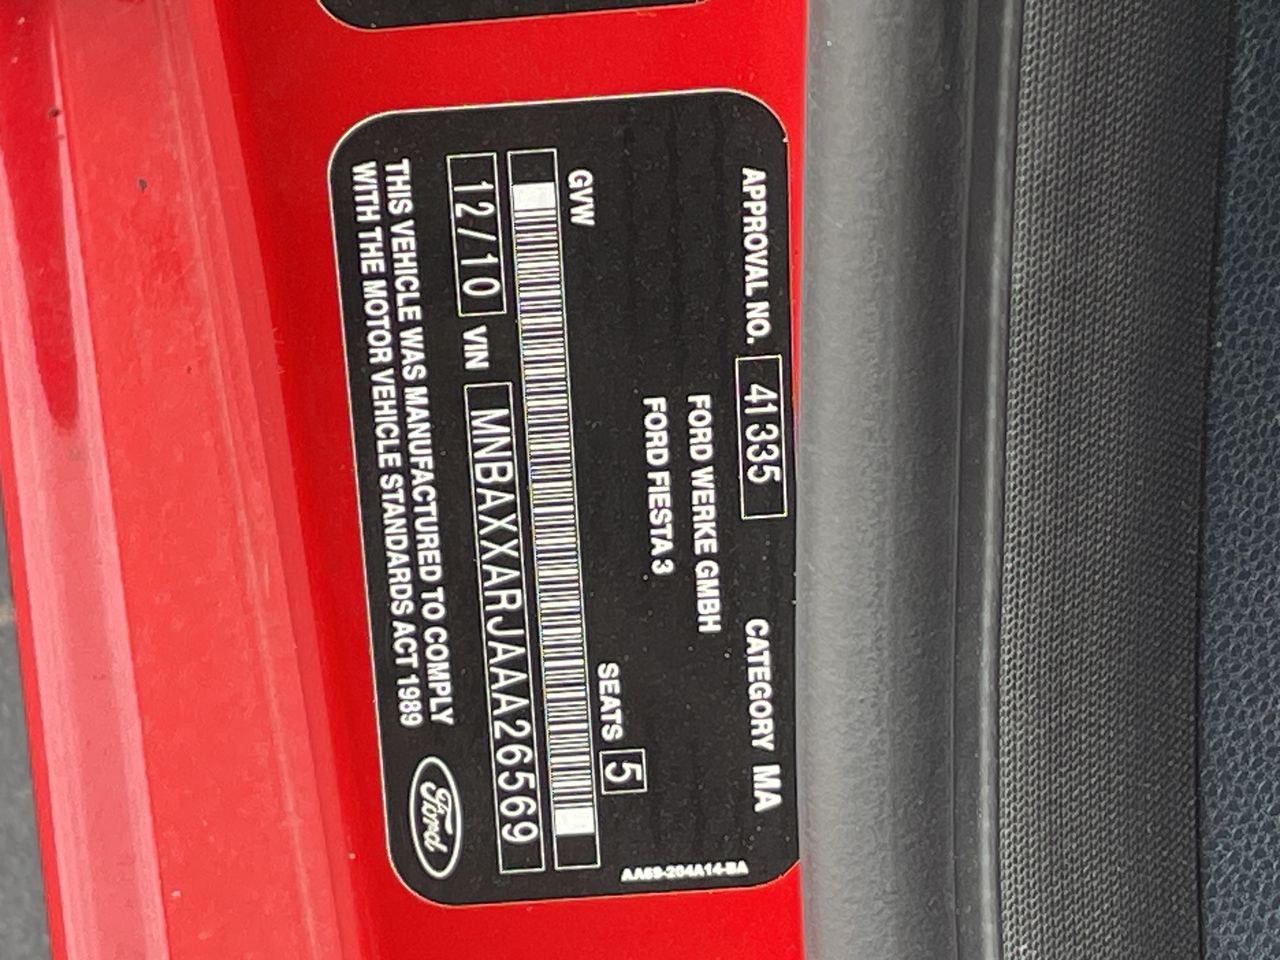 APPROVAL NO. 41335 CATEGORY MA
FORD WERKE GMBH
FORD FIESTA 3
GVW SEATS 5
12/10 VIN MNBAXXARJAAA26569
THIS VEHICLE WAS MANUFACTURED TO COMPLY
WITH THE MOTOR VEHICLE STANDARDS ACT 1989
Ford
AA69-204A14-BA